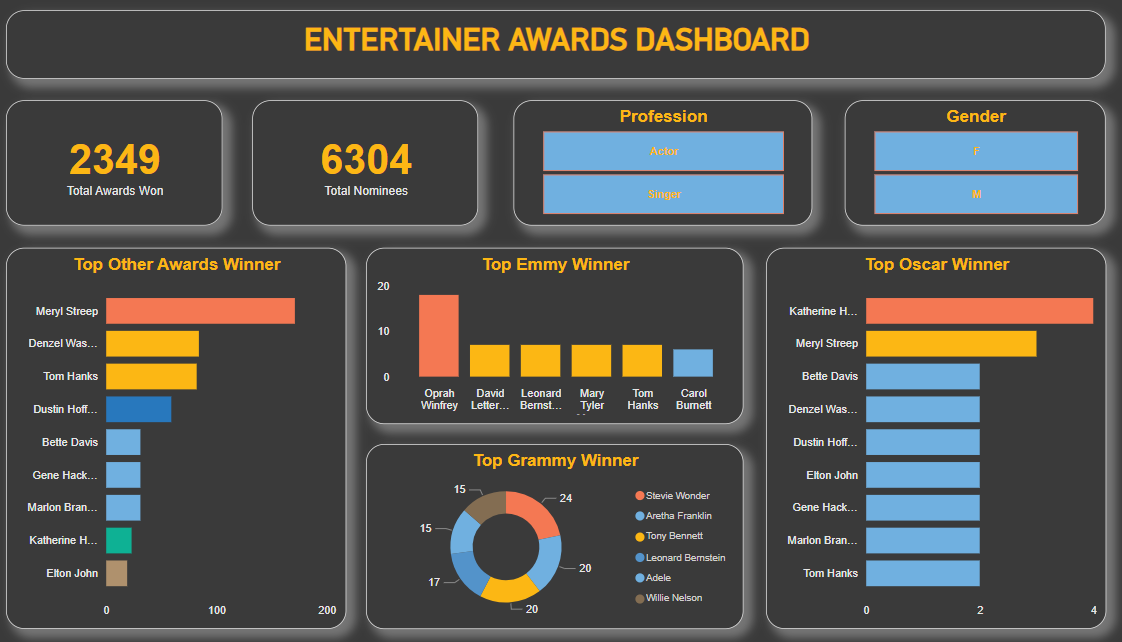 ENTERTAINER AWARDS DASHBOARD
2349
Total Awards Won
6304
Total Nominees
Profession
Actor
Singer
Gender
F
M
Top Other Awards Winner
Meryl Streep
Denzel Was...
Tom Hanks
Dustin Hoff...
Bette Davis
Gene Hack...
Marlon Bran...
Katherine H...
Elton John
0 100 200
Top Emmy Winner
20
10
0
Oprah Winfrey
David Letter...
Leonard Bernst...
Mary Tyler
Tom Hanks
Carol Burnett
Top Grammy Winner
24
20
20
17
15
15
Stevie Wonder
Aretha Franklin
Tony Bennett
Leonard Bernstein
Adele
Willie Nelson
Top Oscar Winner
Katherine H...
Meryl Streep
Bette Davis
Denzel Was...
Dustin Hoff...
Elton John
Gene Hack...
Marlon Bran...
Tom Hanks
0 2 4